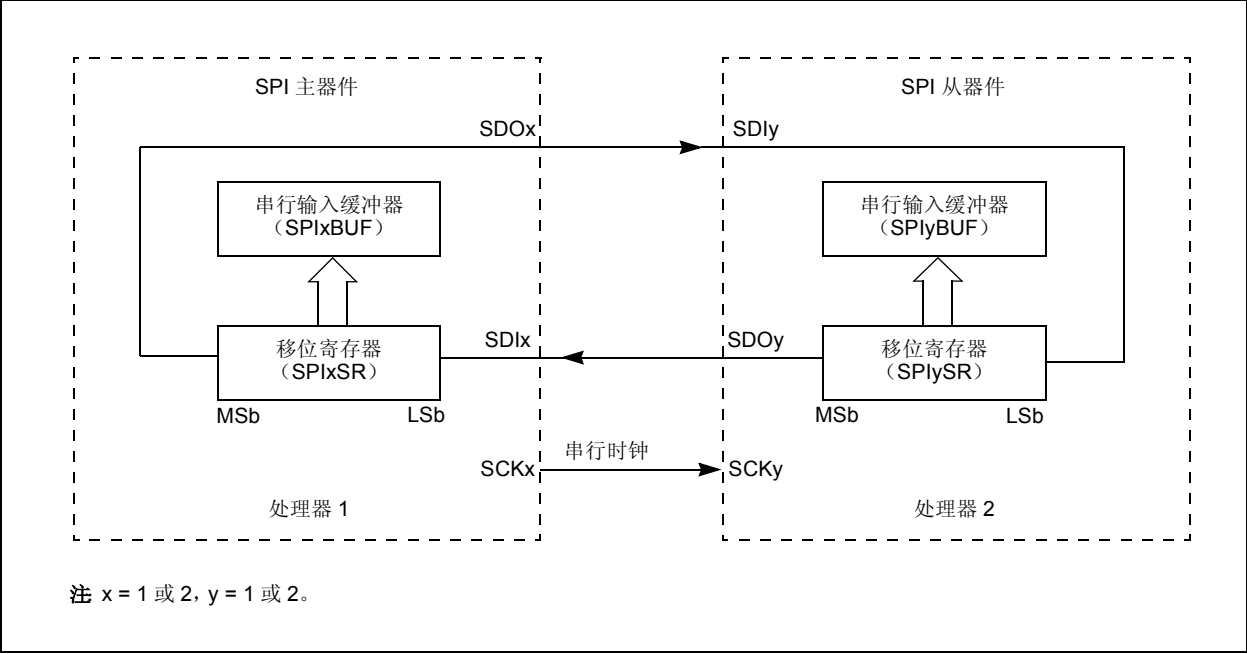 SPI 主器件
SPI 从器件
SDOx
SDIy
串行输入缓冲器
（SPIxBUF）
串行输入缓冲器
（SPIyBUF）
SDIx
SDOy
移位寄存器
（SPIxSR）
移位寄存器
（SPIySR）
MSb
LSb
MSb
LSb
串行时钟
SCKx
SCKy
处理器 1
处理器 2
注: x = 1 或 2, y = 1 或 2。